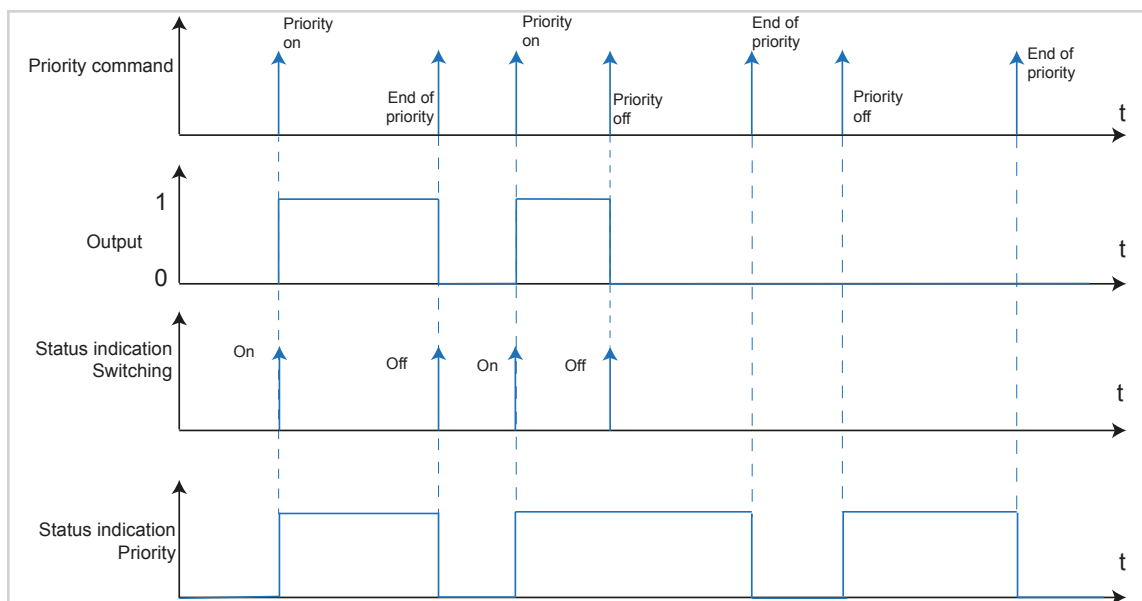 Priority
on
Priority
on
End of
priority
End of
priority
Priority command
End of
priority
Priority
off
Priority
off
t
1
Output
t
0
Status indication
Switching
On
Off
On
Off
t
Status indication
Priority
t